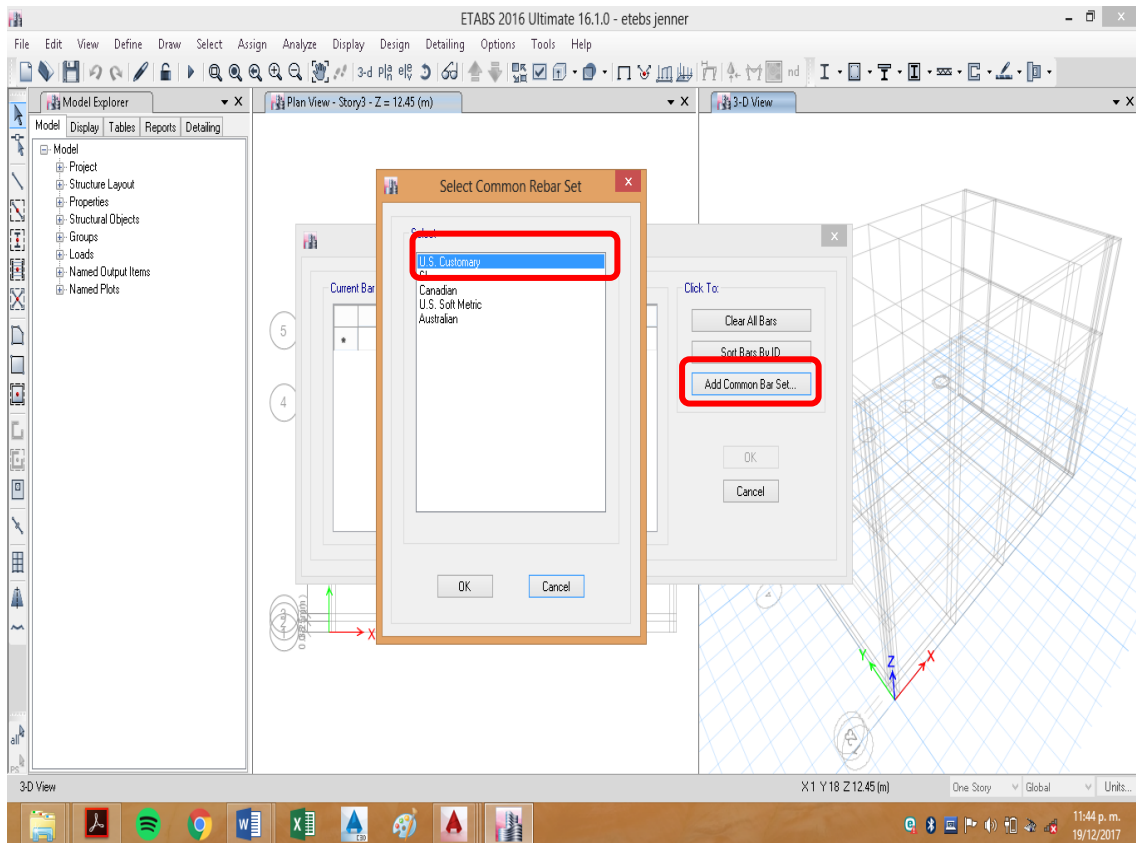 ETABS 2016 Ultimate 16.1.0 - etebs jenner
File Edit View Define Draw Select Assign Analyze Display Design Detailing Options Tools Help
3-d
nd
Model Explorer
Plan View - Story3 - Z = 12.45 (m)
3-D View
Model Display Tables Reports Detailing
Model
Project
Structure Layout
Properties
Structural Objects
Groups
Loads
Named Output Items
Named Plots
Select Common Rebar Set
Select
U.S. Customary
Canadian
U.S. Soft Metric
Australian
OK
Cancel
Current Bar
Click To:
Clear All Bars
Sort Bars By ID
Add Common Bar Set...
OK
Cancel
5
4
X
Y
Z
X
all
PS
3-D View
X 1 Y 18 Z 12.45 (m)
One Story
Global
Units...
11:44 p. m.
19/12/2017